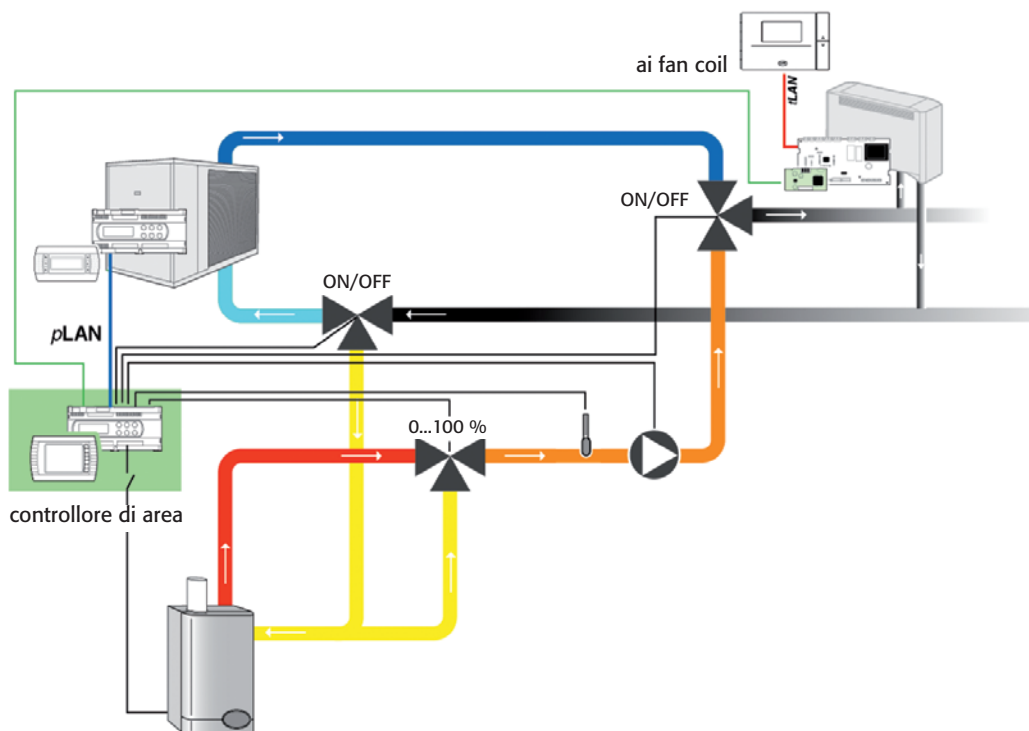 ai fan coil
tLAN
ON/OFF
ON/OFF
pLAN
0...100 %
controllore di area